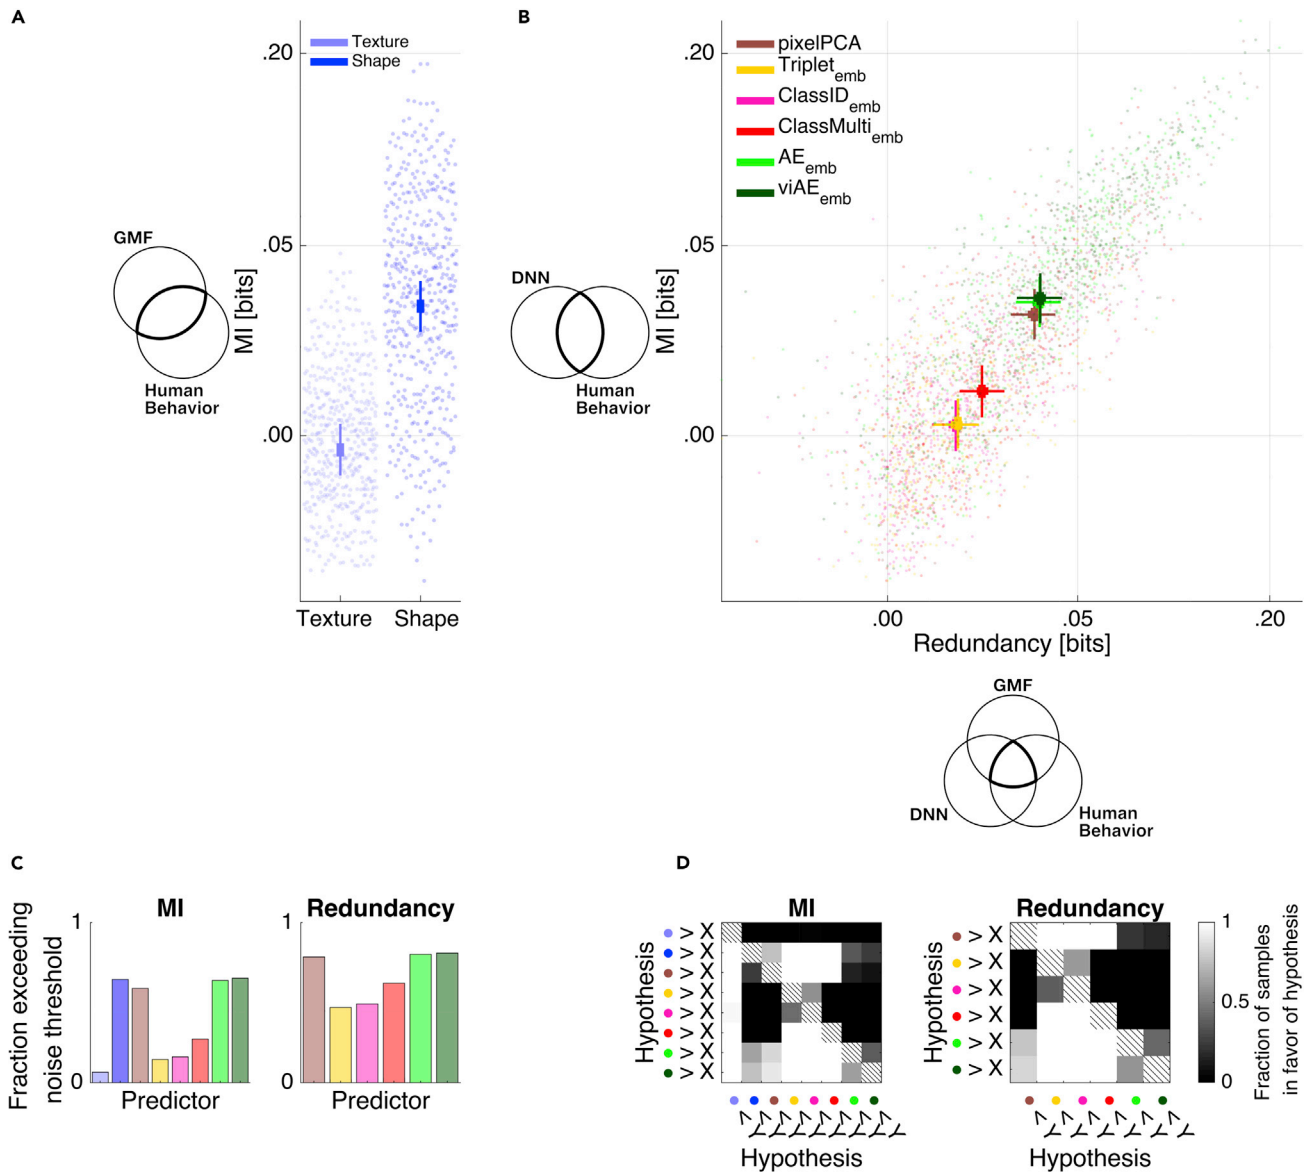 A
Texture
Shape
.20
.05
.00
MI [bits]
GMF
Human
Behavior
Texture Shape
B
pixelPCA
Triplet emb
ClassID emb
ClassMulti emb
AE emb
viAE emb
.20
.05
.00
MI [bits]
DNN
Human
Behavior
.00 .05 .20
Redundancy [bits]
GMF
DNN
Human
Behavior
C
Fraction exceeding
noise threshold
MI
1
0
Predictor
Redundancy
1
0
Predictor
D
MI
Hypothesis
> X
> X
> X
> X
> X
> X
> X
> X
< Y
< Y
< Y
< Y
< Y
< Y
< Y
< Y
Hypothesis
Redundancy
Hypothesis
> X
> X
> X
> X
> X
> X
< Y
< Y
< Y
< Y
< Y
< Y
Hypothesis
1
0.5
0
Fraction of samples
in favor of hypothesis